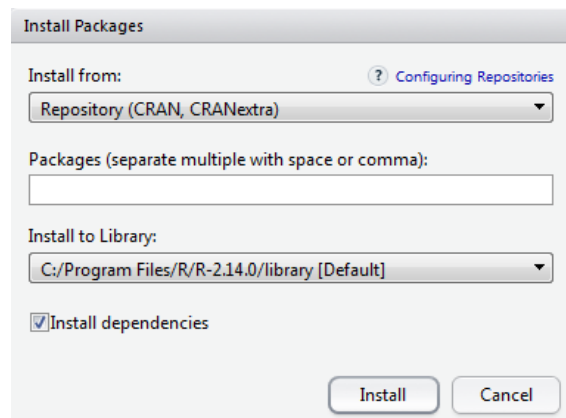 Install Packages
Install from:
? Configuring Repositories
Repository (CRAN, CRANextra)
Packages (separate multiple with space or comma):
Install to Library:
C:/Program Files/R/R-2.14.0/library [Default]
Install dependencies
Install
Cancel